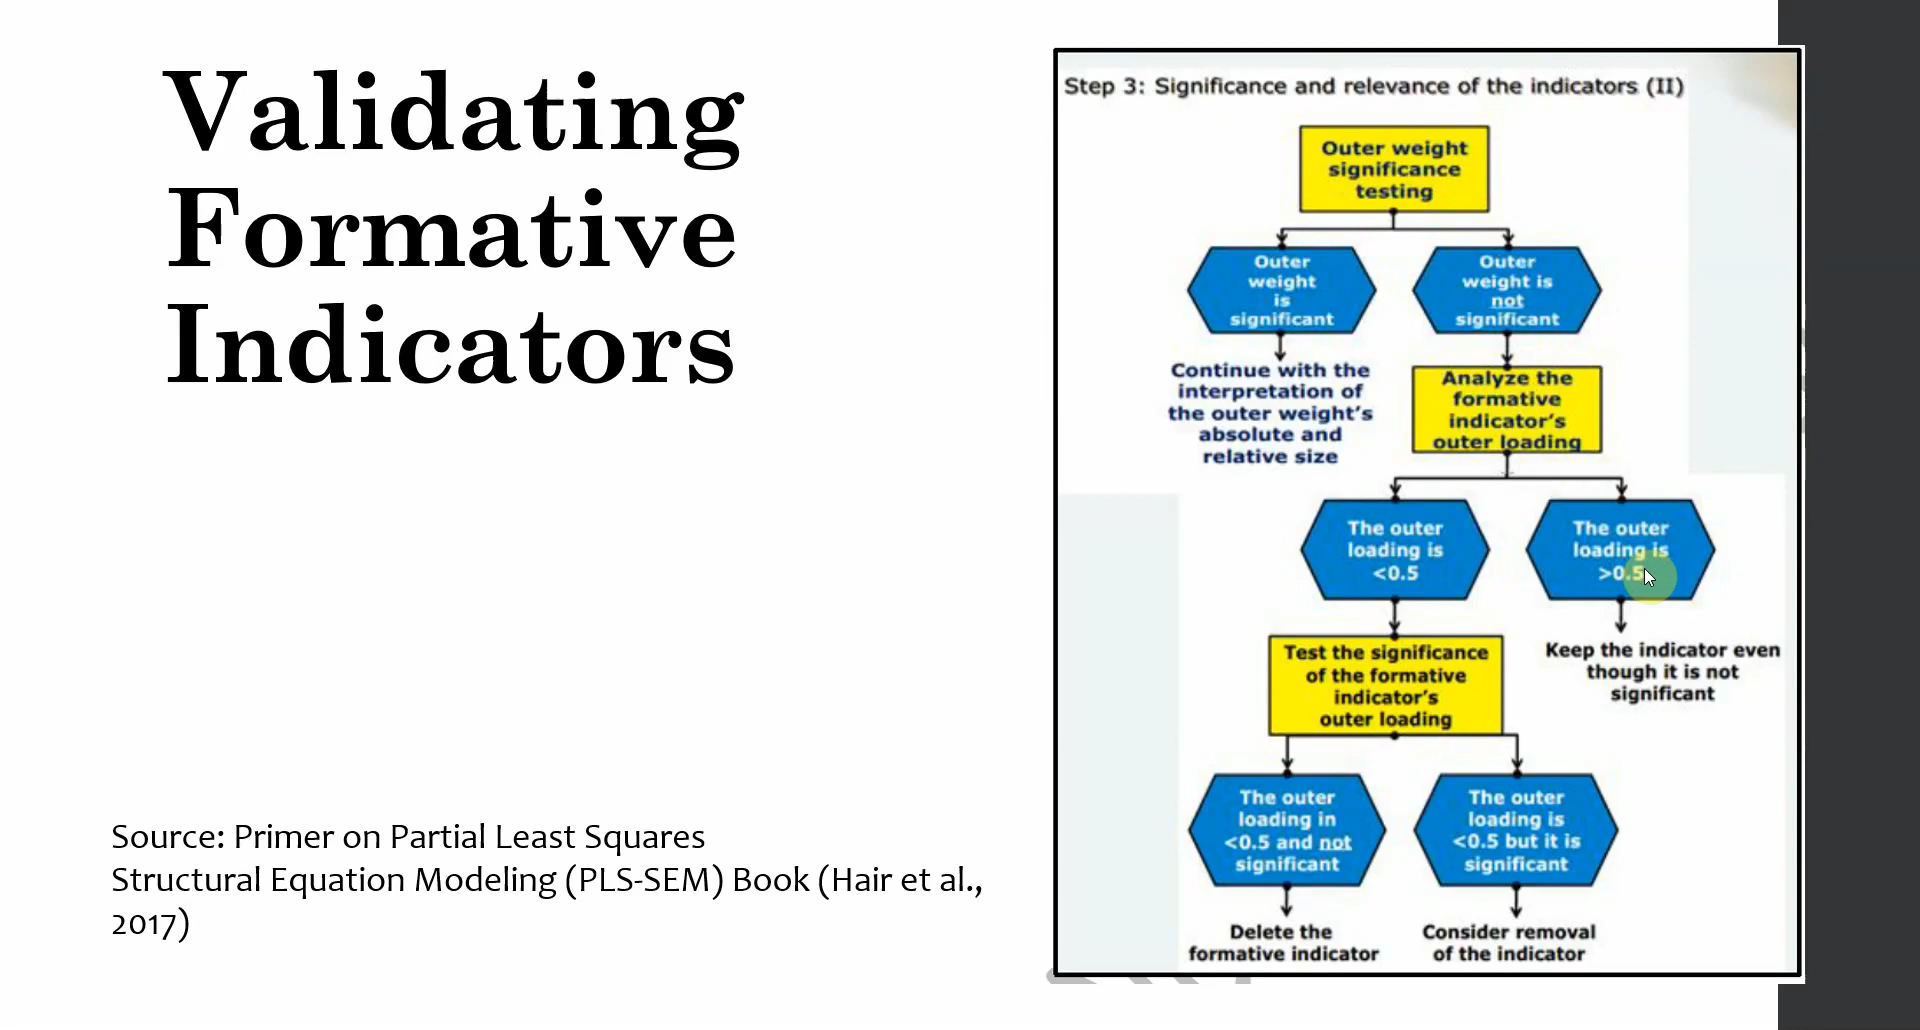 Validating
Formative
Indicators
Source: Primer on Partial Least Squares
Structural Equation Modeling (PLS-SEM) Book (Hair et al.,
2017)
Step 3: Significance and relevance of the indicators (II)
Outer weight
significance
testing
Outer
weight
is
significant
Outer
weight is
not
significant
Continue with the
interpretation of
the outer weight's
absolute and
relative size
Analyze the
formative
indicator's
outer loading
The outer
loading is
<0.5
The outer
loading is
>0.5
Test the significance
of the formative
indicator's
outer loading
Keep the indicator even
though it is not
significant
The outer
loading in
<0.5 and not
significant
The outer
loading is
<0.5 but it is
significant
Delete the
formative indicator
Consider removal
of the indicator